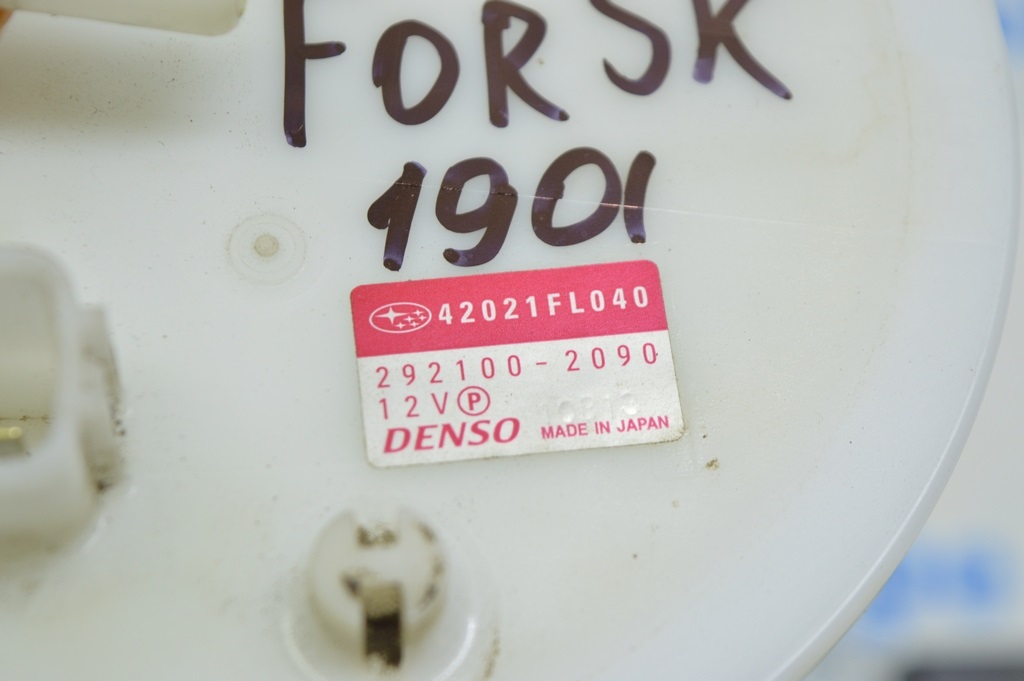 FORSK
1901
42021FL040
292100-2090
12V Ⓟ
DENSO MADE IN JAPAN